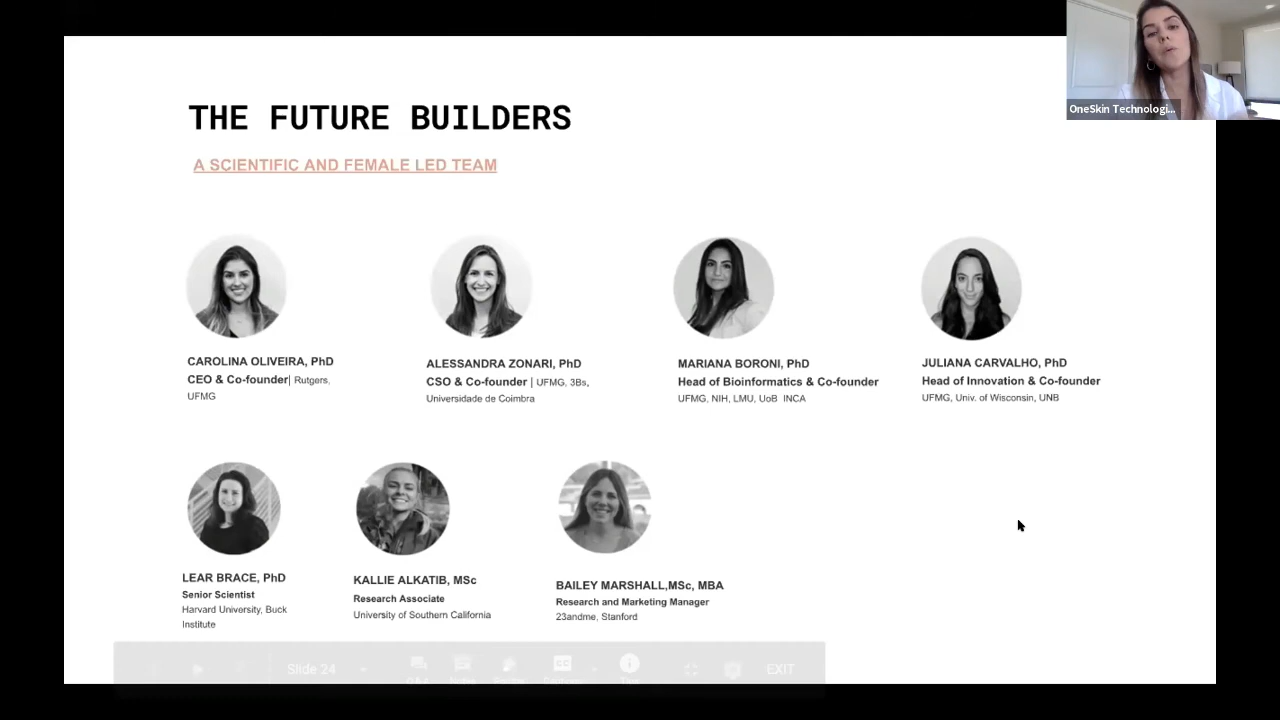 OneSkin Technologi...
THE FUTURE BUILDERS
A SCIENTIFIC AND FEMALE LED TEAM
CAROLINA OLIVEIRA, PhD
CEO & Co-founder| Rutgers,
UFMG
ALESSANDRA ZONARI, PhD
CSO & Co-founder | UFMG, 3Bs,
Universidade de Coimbra
MARIANA BORONI, PhD
Head of Bioinformatics & Co-founder
UFMG, NIH, LMU, UoB INCA
JULIANA CARVALHO, PhD
Head of Innovation & Co-founder
UFMG, Univ. of Wisconsin, UNB
LEAR BRACE, PhD
Senior Scientist
Harvard University, Buck
Institute
KALLIE ALKATIB, MSc
Research Associate
University of Southern California
BAILEY MARSHALL,MSc, MBA
Research and Marketing Manager
23andme, Stanford
Slide 24
CC
EXIT